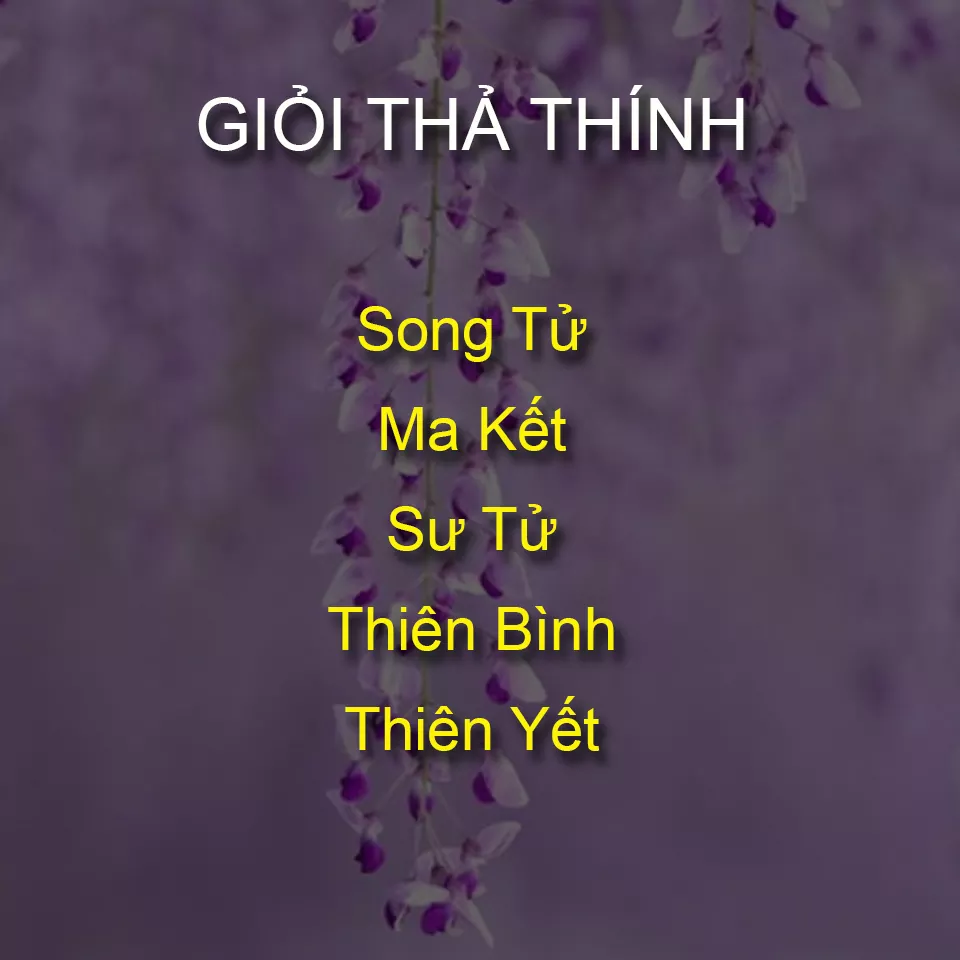 GIỎI THẢ THÍNH
Song Tử
Ma Kết
Sư Tử
Thiên Bình
Thiên Yết